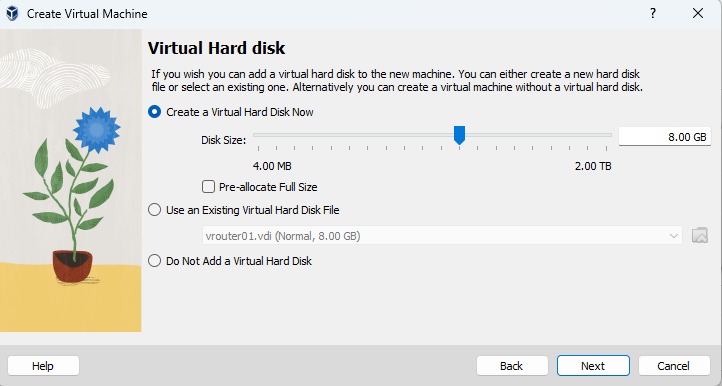 Create Virtual Machine
?
Virtual Hard disk
If you wish you can add a virtual hard disk to the new machine. You can either create a new hard disk
file or select an existing one. Alternatively you can create a virtual machine without a virtual hard disk.
Create a Virtual Hard Disk Now
Disk Size:
8.00 GB
4.00 MB
2.00 TB
Pre-allocate Full Size
Use an Existing Virtual Hard Disk File
vrouter01.vdi (Normal, 8.00 GB)
Do Not Add a Virtual Hard Disk
Help
Back
Next
Cancel